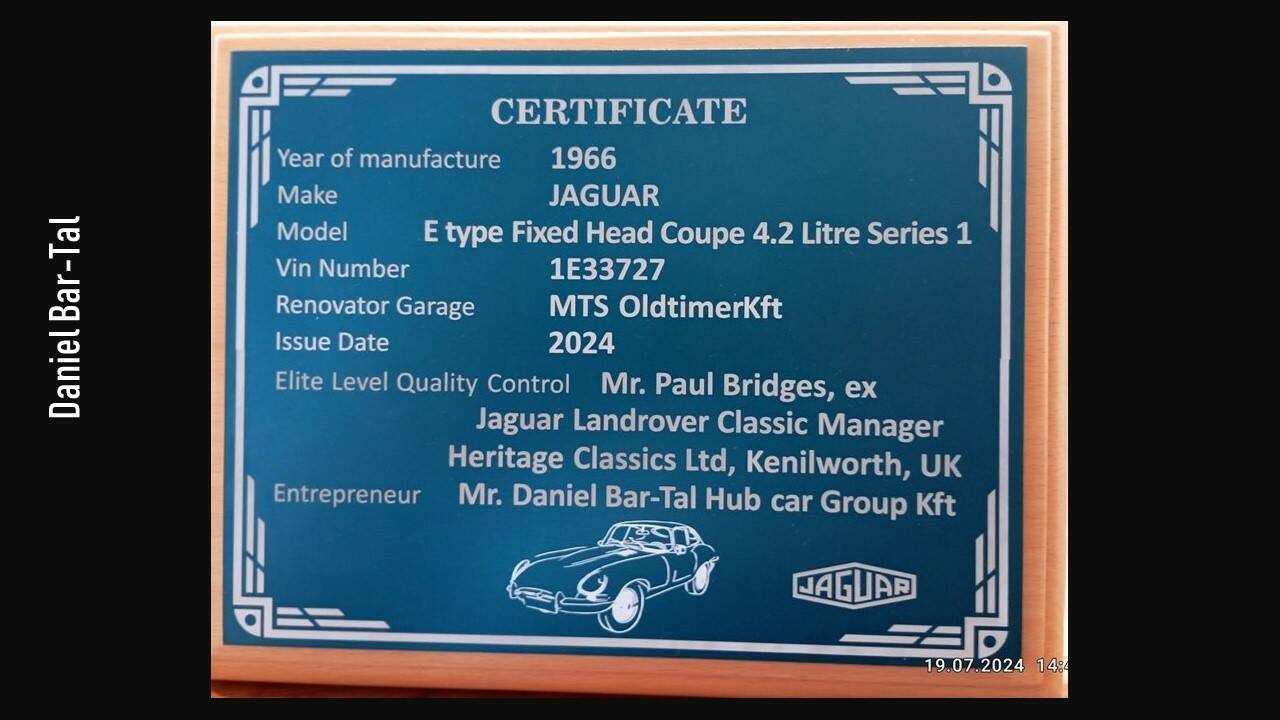 Daniel Bar-Tal
CERTIFICATE
Year of manufacture 1966
Make JAGUAR
Model E type Fixed Head Coupe 4.2 Litre Series 1
Vin Number 1E33727
Renovator Garage MTS OldtimerKft
Issue Date 2024
Elite Level Quality Control Mr. Paul Bridges, ex
Jaguar Landrover Classic Manager
Heritage Classics Ltd, Kenilworth, UK
Entrepreneur Mr. Daniel Bar-Tal Hub car Group Kft
JAGUAR
19.07.2024 14: